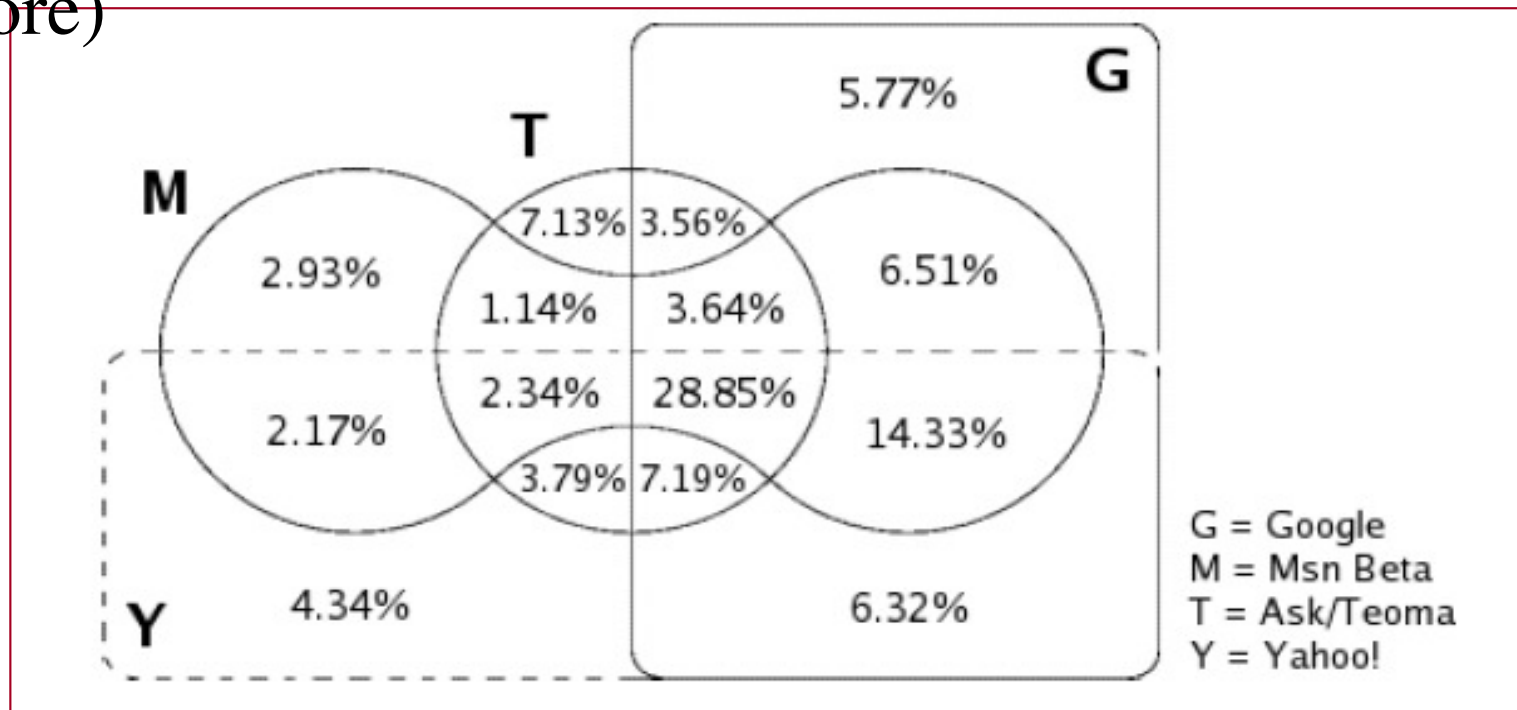 ore)
G
5.77%
T
M
7.13% 3.56%
2.93%
6.51%
1.14% 3.64%
2.34% 28.85%
2.17%
14.33%
3.79% 7.19%
G = Google
M = Msn Beta
T = Ask/Teoma
Y = Yahoo!
Y
4.34%
6.32%